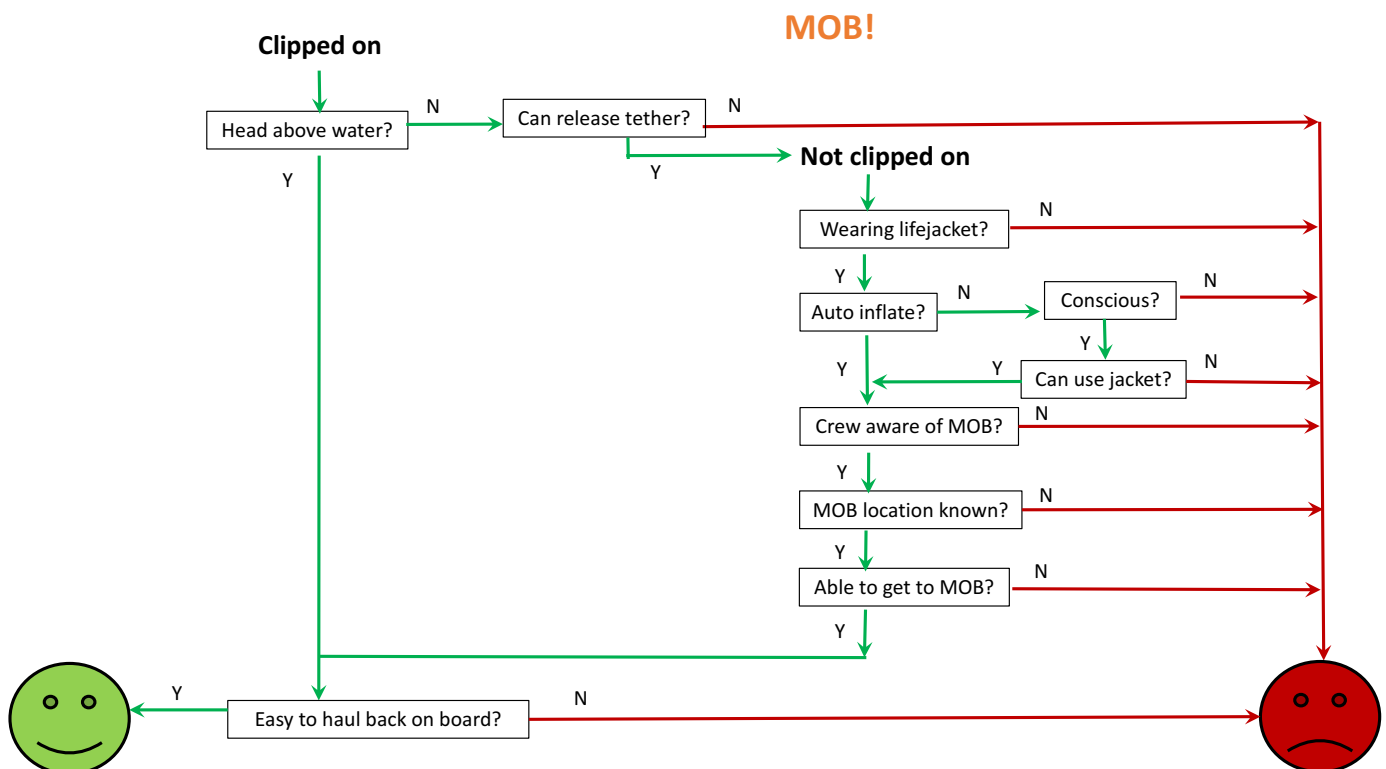 MOB!
Clipped on
Head above water?
N
Can release tether?
N
Y
Y
Not clipped on
Wearing lifejacket?
N
Y
Auto inflate?
N
Conscious?
N
Y
Y
Can use jacket?
Y
N
Crew aware of MOB?
N
Y
MOB location known?
N
Y
Able to get to MOB?
N
Y
Easy to haul back on board?
Y
N